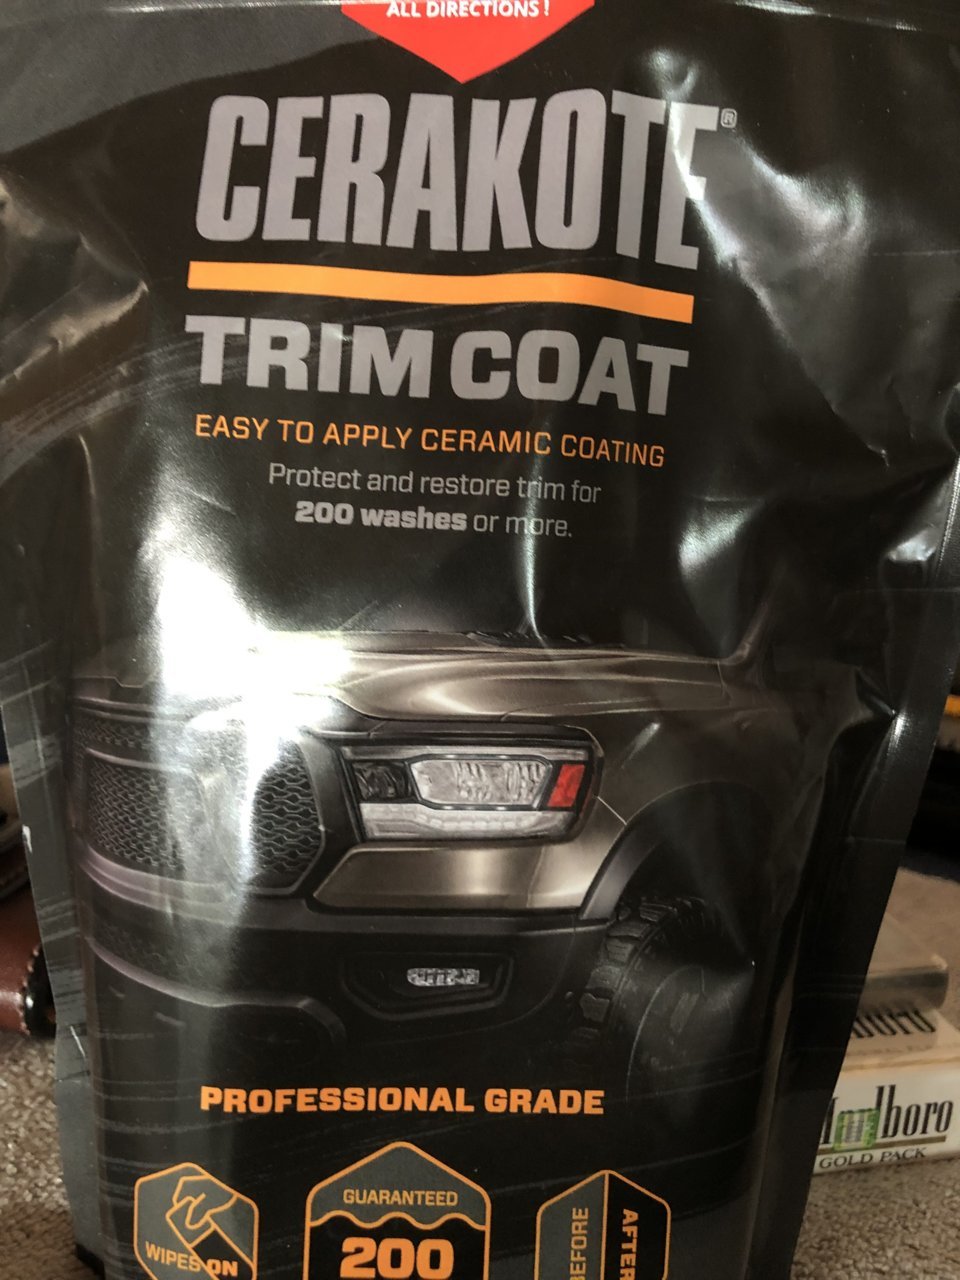 ALL DIRECTIONS!
CERAKOTE®
TRIM COAT
EASY TO APPLY CERAMIC COATING
Protect and restore trim for
200 washes or more.
PROFESSIONAL GRADE
GUARANTEED
200
WIPES ON
BEFORE
AFTER
Marlboro
GOLD PACK